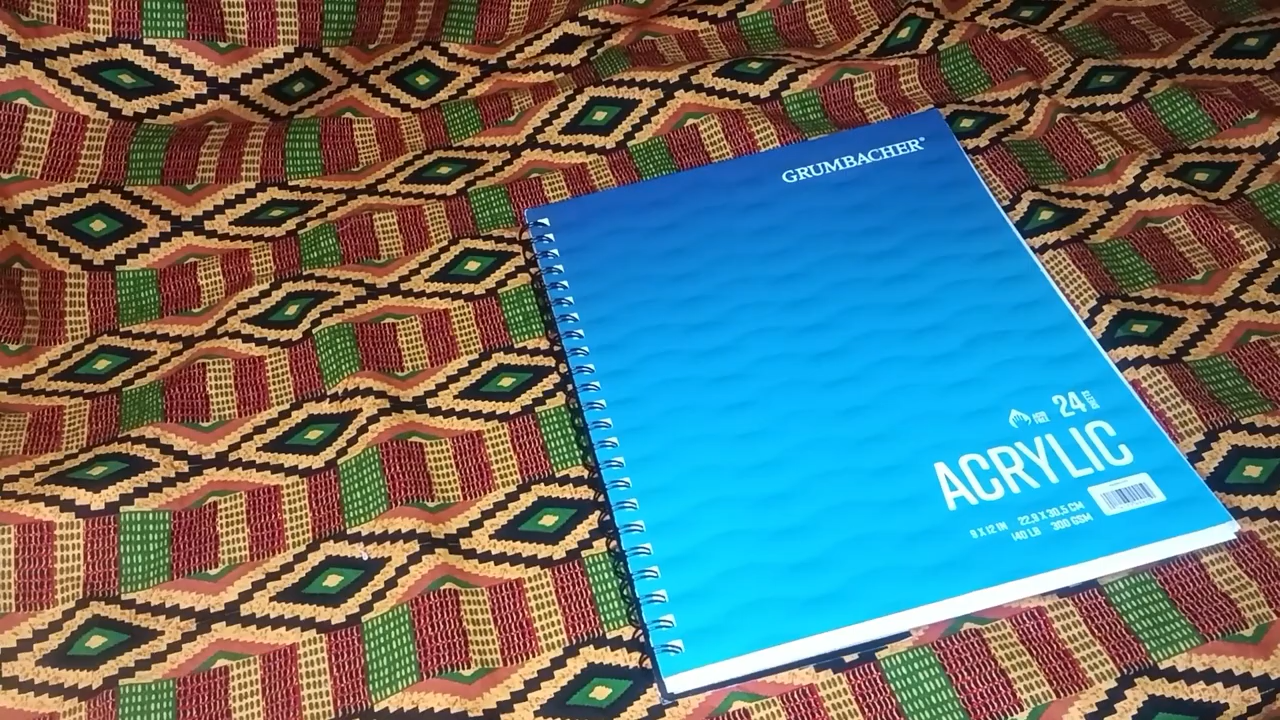 GRUMBACHER®
24
ACRYLIC
9 X 12 IN 22,9 X 30,5 CM
140 LB 300 GSM